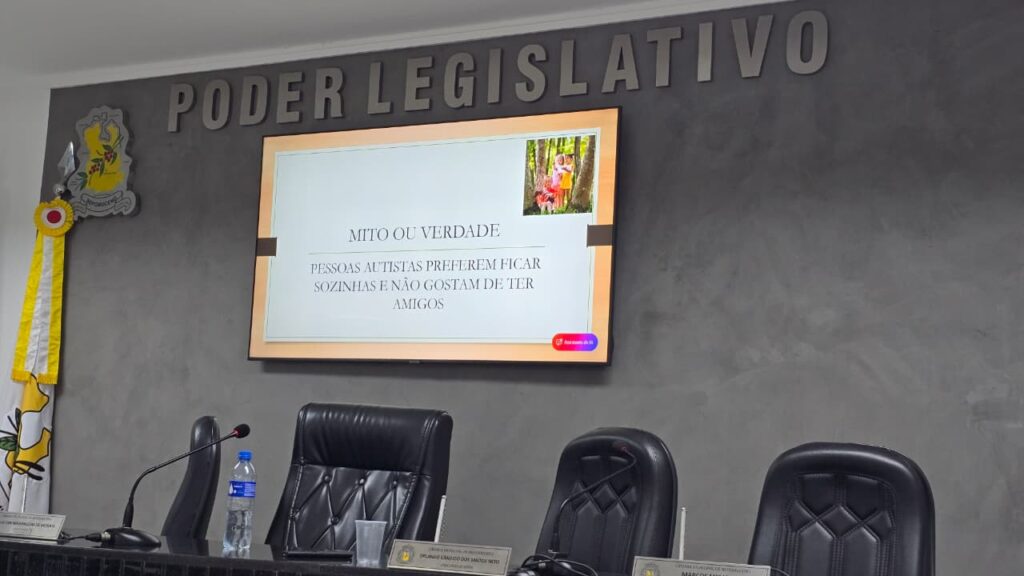 PODER LEGISLATIVO
MITO OU VERDADE
PESSOAS AUTISTAS PREFEREM FICAR
SOZINHAS E NÃO GOSTAM DE TER
AMIGOS